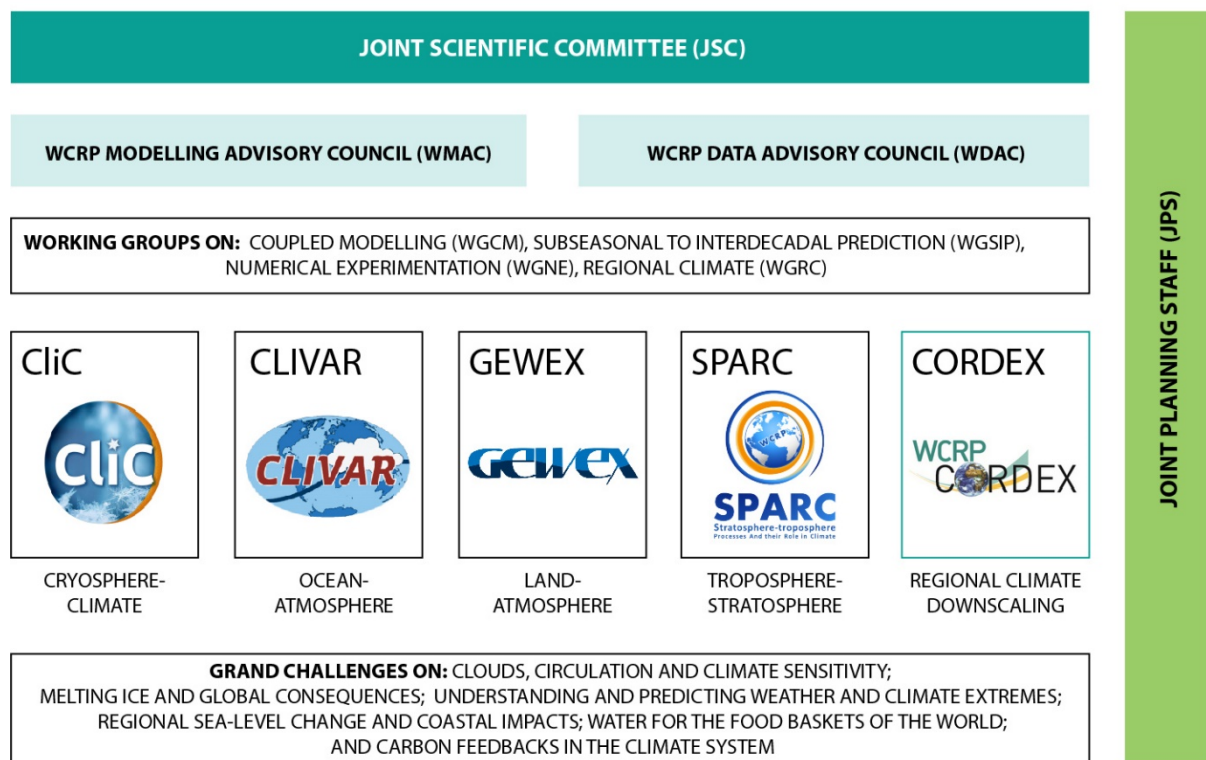 JOINT SCIENTIFIC COMMITTEE (JSC)
WCRP MODELLING ADVISORY COUNCIL (WMAC)
WCRP DATA ADVISORY COUNCIL (WDAC)
WORKING GROUPS ON: COUPLED MODELLING (WGCM), SUBSEASONAL TO INTERDECADAL PREDICTION (WGSIP),
NUMERICAL EXPERIMENTATION (WGNE), REGIONAL CLIMATE (WGRC)
CliC
CliC
CRYOSPHERE-
CLIMATE
CLIVAR
CLIVAR
OCEAN-
ATMOSPHERE
GEWEX
GEWEX
LAND-
ATMOSPHERE
SPARC
WCRP
SPARC
Stratosphere-troposphere
Processes And their Role in Climate
TROPOSPHERE-
STRATOSPHERE
CORDEX
WCRP
CORDEX
REGIONAL CLIMATE
DOWNSCALING
GRAND CHALLENGES ON: CLOUDS, CIRCULATION AND CLIMATE SENSITIVITY;
MELTING ICE AND GLOBAL CONSEQUENCES; UNDERSTANDING AND PREDICTING WEATHER AND CLIMATE EXTREMES;
REGIONAL SEA-LEVEL CHANGE AND COASTAL IMPACTS; WATER FOR THE FOOD BASKETS OF THE WORLD;
AND CARBON FEEDBACKS IN THE CLIMATE SYSTEM
JOINT PLANNING STAFF (JPS)